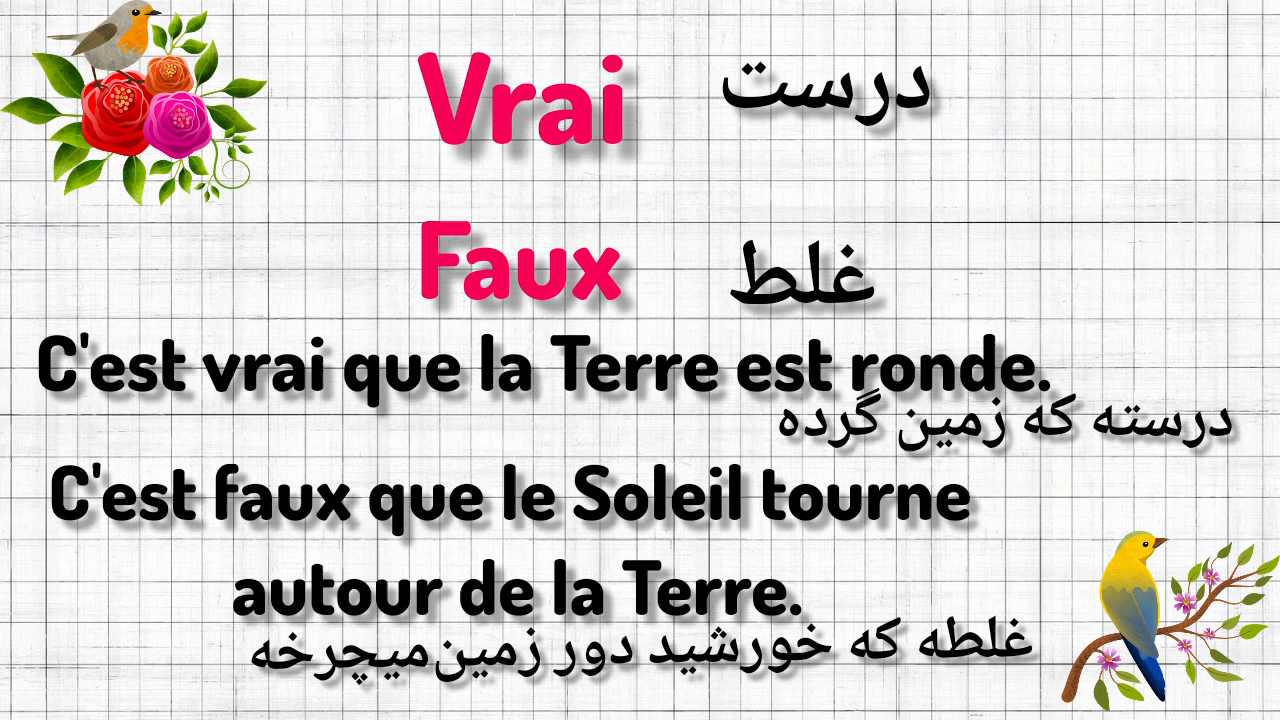 Vrai درست
Faux غلط
C'est vrai que la Terre est ronde.
درسته که زمین گرده
C'est faux que le Soleil tourne
autour de la Terre.
غلطه که خورشید دور زمین میچرخه